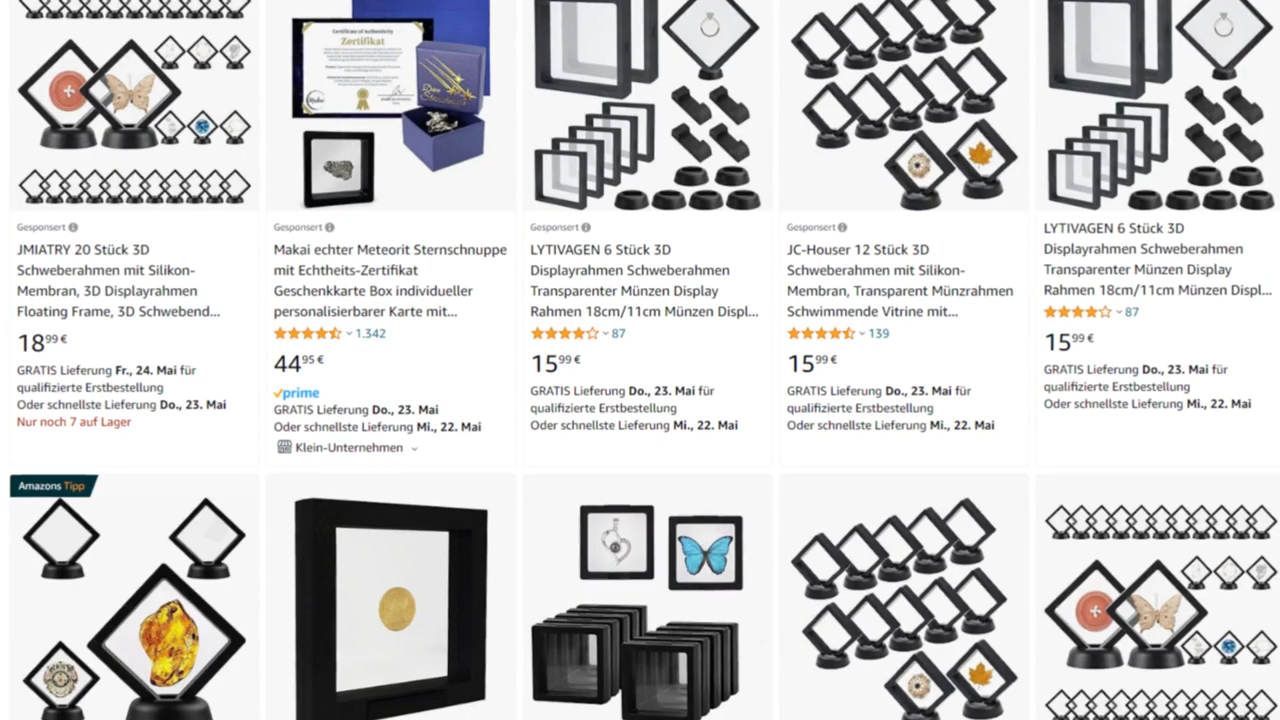 Certificate of Authenticity
Zertifikat
Gesponsert
JMIATRY 20 Stück 3D
Schweberahmen mit Silikon-
Membran, 3D Displayrahmen
Floating Frame, 3D Schwebend...
18 99 €
GRATIS Lieferung Fr., 24. Mai für
qualifizierte Erstbestellung
Oder schnellste Lieferung Do., 23. Mai
Nur noch 7 auf Lager
Gesponsert
Makai echter Meteorit Sternschnuppe
mit Echtheits-Zertifikat
Geschenkkarte Box individueller
personalisierbarer Karte mit...
1.342
44 95 €
prime
GRATIS Lieferung Do., 23. Mai
Oder schnellste Lieferung Mi., 22. Mai
Klein-Unternehmen
Gesponsert
LYTIVAGEN 6 Stück 3D
Displayrahmen Schweberahmen
Transparenter Münzen Display
Rahmen 18cm/11cm Münzen Displ...
87
15 99 €
GRATIS Lieferung Do., 23. Mai für
qualifizierte Erstbestellung
Oder schnellste Lieferung Mi., 22. Mai
Gesponsert
JC-Houser 12 Stück 3D
Schweberahmen mit Silikon-
Membran, Transparent Münzrahmen
Schwimmende Vitrine mit...
139
15 99 €
GRATIS Lieferung Do., 23. Mai für
qualifizierte Erstbestellung
Oder schnellste Lieferung Mi., 22. Mai
LYTIVAGEN 6 Stück 3D
Displayrahmen Schweberahmen
Transparenter Münzen Display
Rahmen 18cm/11cm Münzen Displ...
87
15 99 €
GRATIS Lieferung Do., 23. Mai für
qualifizierte Erstbestellung
Oder schnellste Lieferung Mi., 22. Mai
Amazons Tipp